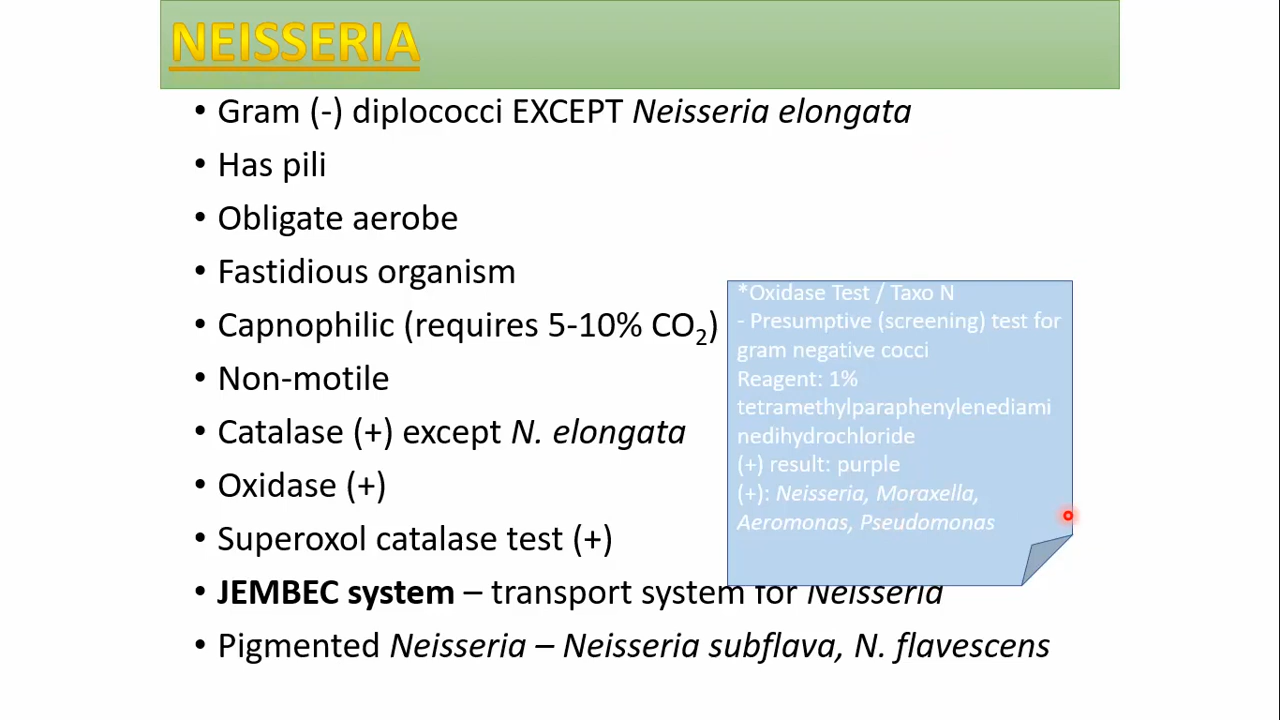 NEISSERIA
• Gram (-) diplococci EXCEPT Neisseria elongata
• Has pili
• Obligate aerobe
• Fastidious organism
• Capnophilic (requires 5-10% CO₂)
• Non-motile
• Catalase (+) except N. elongata
• Oxidase (+)
• Superoxol catalase test (+)
• JEMBEC system – transport system for Neisseria
• Pigmented Neisseria – Neisseria subflava, N. flavescens
*Oxidase Test / Taxo N
- Presumptive (screening) test for
gram negative cocci
Reagent: 1%
tetramethylparaphenylenediami
nedihydrochloride
(+) result: purple
(+): Neisseria, Moraxella,
Aeromonas, Pseudomonas